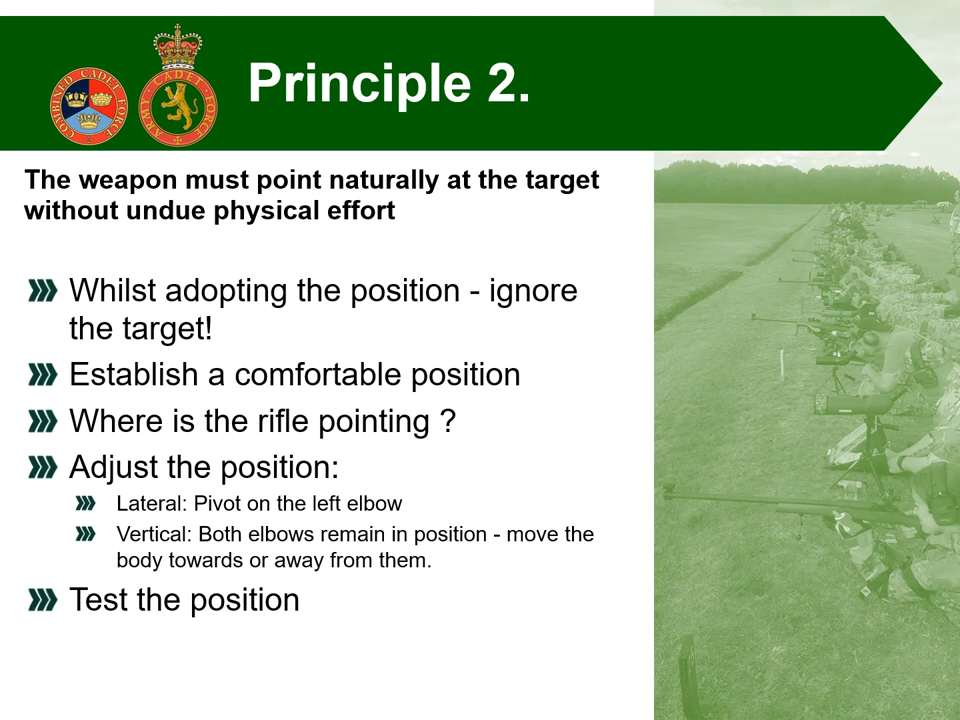 COMBINED CADET FORCE
ARMY CADET FORCE
Principle 2.
The weapon must point naturally at the target
without undue physical effort
Whilst adopting the position - ignore
the target!
Establish a comfortable position
Where is the rifle pointing ?
Adjust the position:
Lateral: Pivot on the left elbow
Vertical: Both elbows remain in position - move the
body towards or away from them.
Test the position